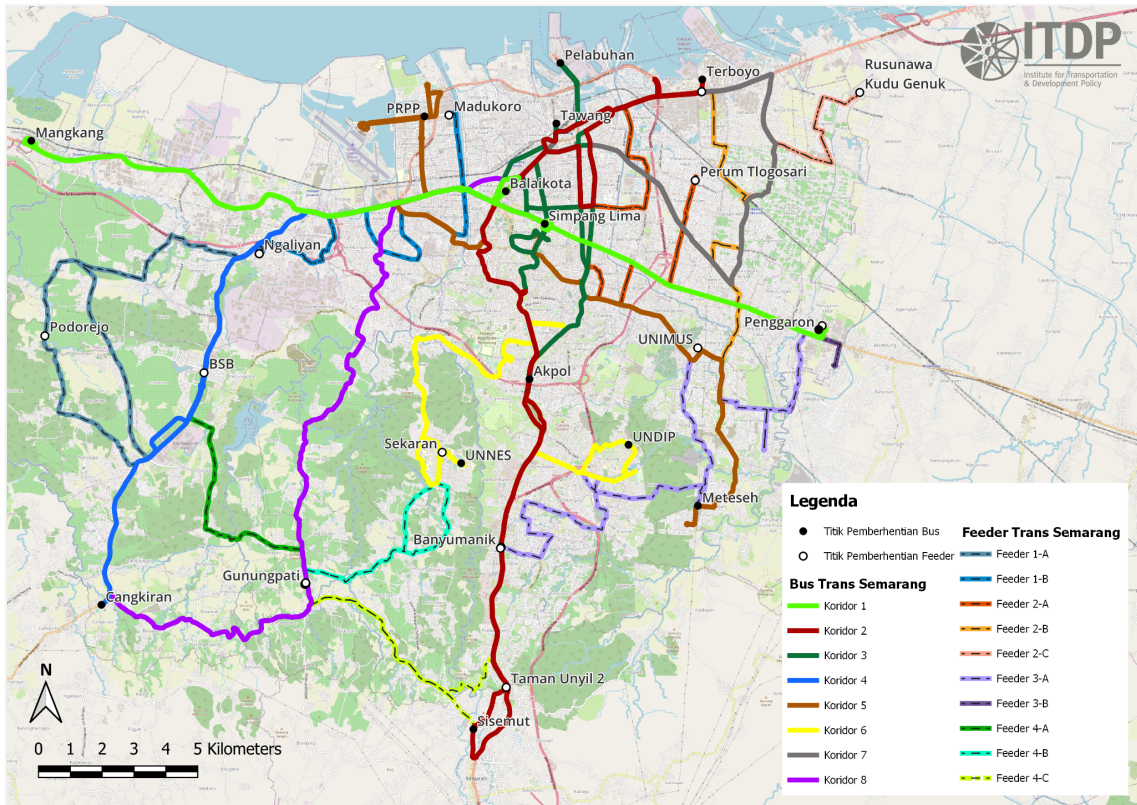 ITDP
Institute for Transportation
& Development Policy
Pelabuhan
Terboyo
Rusunawa
Kudu Genuk
PRPP
Madukoro
Tawang
Mangkang
Perum Tlogosari
Balaikota
Simpang Lima
Ngaliyan
Podorejo
Penggaron
UNIMUS
BSB
Akpol
UNDIP
Sekaran
UNNES
Meteseh
Banyumanik
Gunungpati
Cangkiran
Taman Unyil 2
Sisemut
N
0 1 2 3 4 5 Kilometers
Legenda
Titik Pemberhentian Bus
Titik Pemberhentian Feeder
Bus Trans Semarang
Koridor 1
Koridor 2
Koridor 3
Koridor 4
Koridor 5
Koridor 6
Koridor 7
Koridor 8
Feeder Trans Semarang
Feeder 1-A
Feeder 1-B
Feeder 2-A
Feeder 2-B
Feeder 2-C
Feeder 3-A
Feeder 3-B
Feeder 4-A
Feeder 4-B
Feeder 4-C